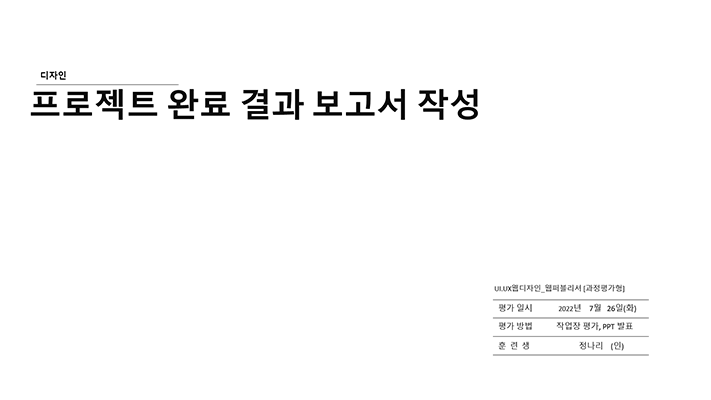 디자인
프로젝트 완료 결과 보고서 작성
UI.UX웹디자인_웹퍼블리셔 [과정평가형]
평가 일시 2022년 7월 26일(화)
평가 방법 작업장 평가, PPT 발표
훈 련 생 정나리 (인)